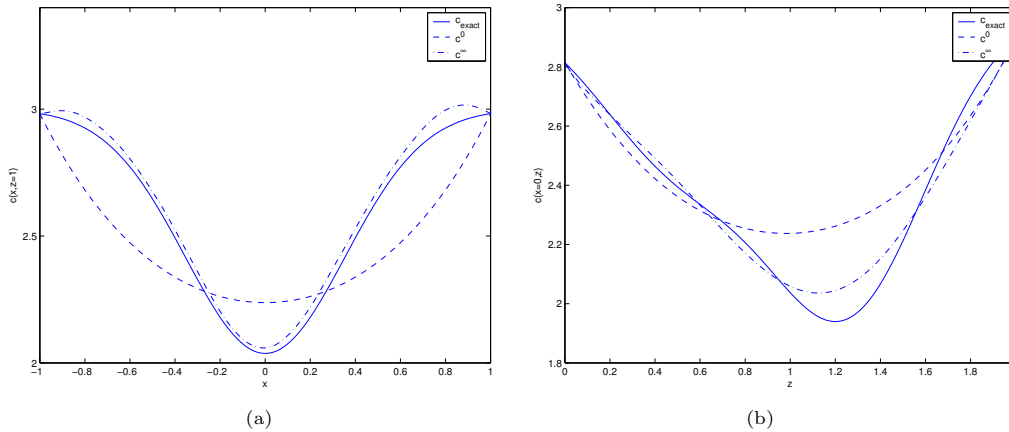 3
2.5
2
−1
−0.8
−0.6
−0.4
−0.2
0
0.2
0.4
0.6
0.8
1
x
c(x,z=1)
c_exact
c^0
c^∞
(a)
3
2.8
2.6
2.4
2.2
2
1.8
0
0.2
0.4
0.6
0.8
1
1.2
1.4
1.6
1.8
z
c(x=0,z)
c_exact
c^0
c^∞
(b)